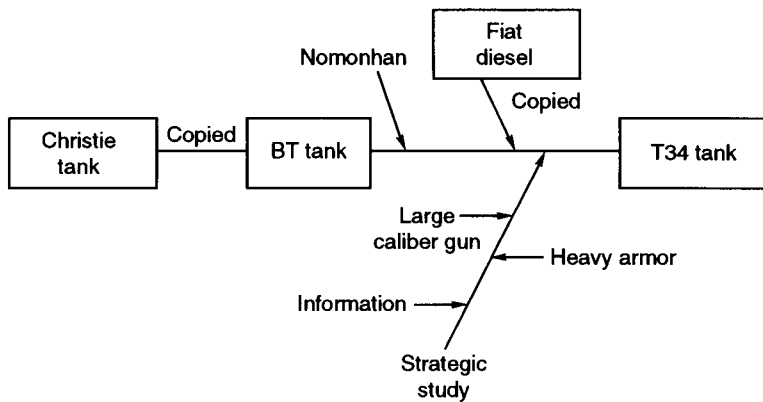 Fiat
diesel
Nomonhan
Copied
Christie
tank
Copied
BT tank
T34 tank
Large
caliber gun
Heavy armor
Information
Strategic
study